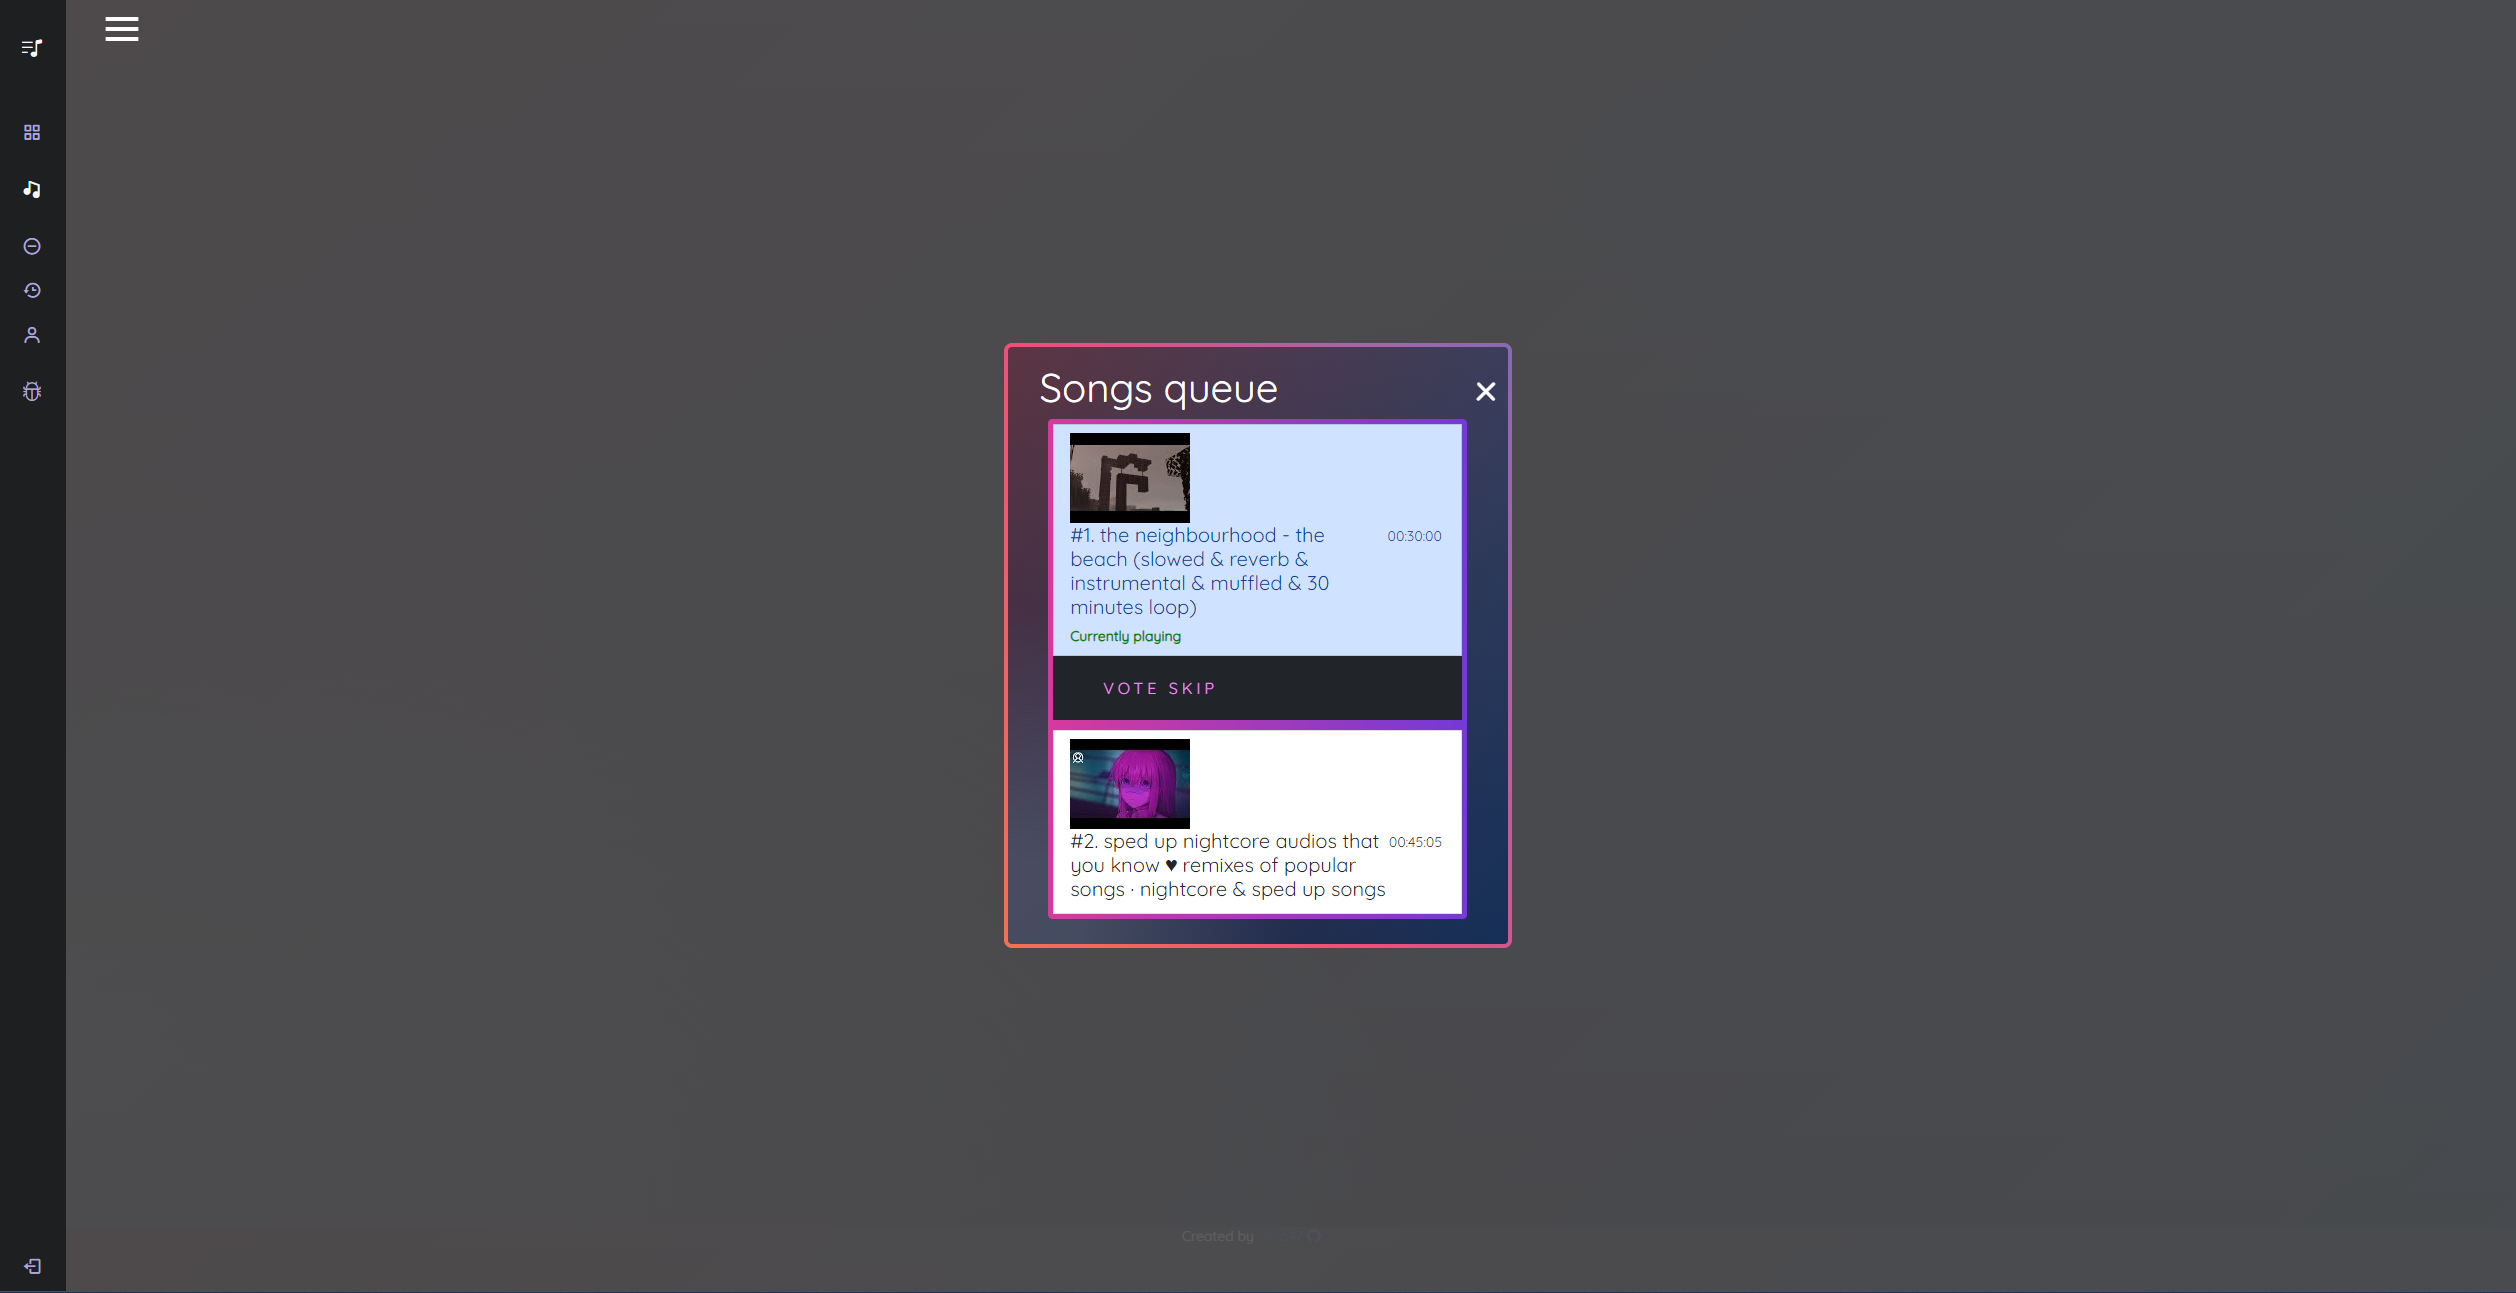 Songs queue
#1. the neighbourhood - the
00:30:00
beach (slowed & reverb &
instrumental & muffled & 30
minutes loop)
Currently playing
VOTE SKIP
#2. sped up nightcore audios that
00:45:05
you know ♥ remixes of popular
songs · nightcore & sped up songs
Created by